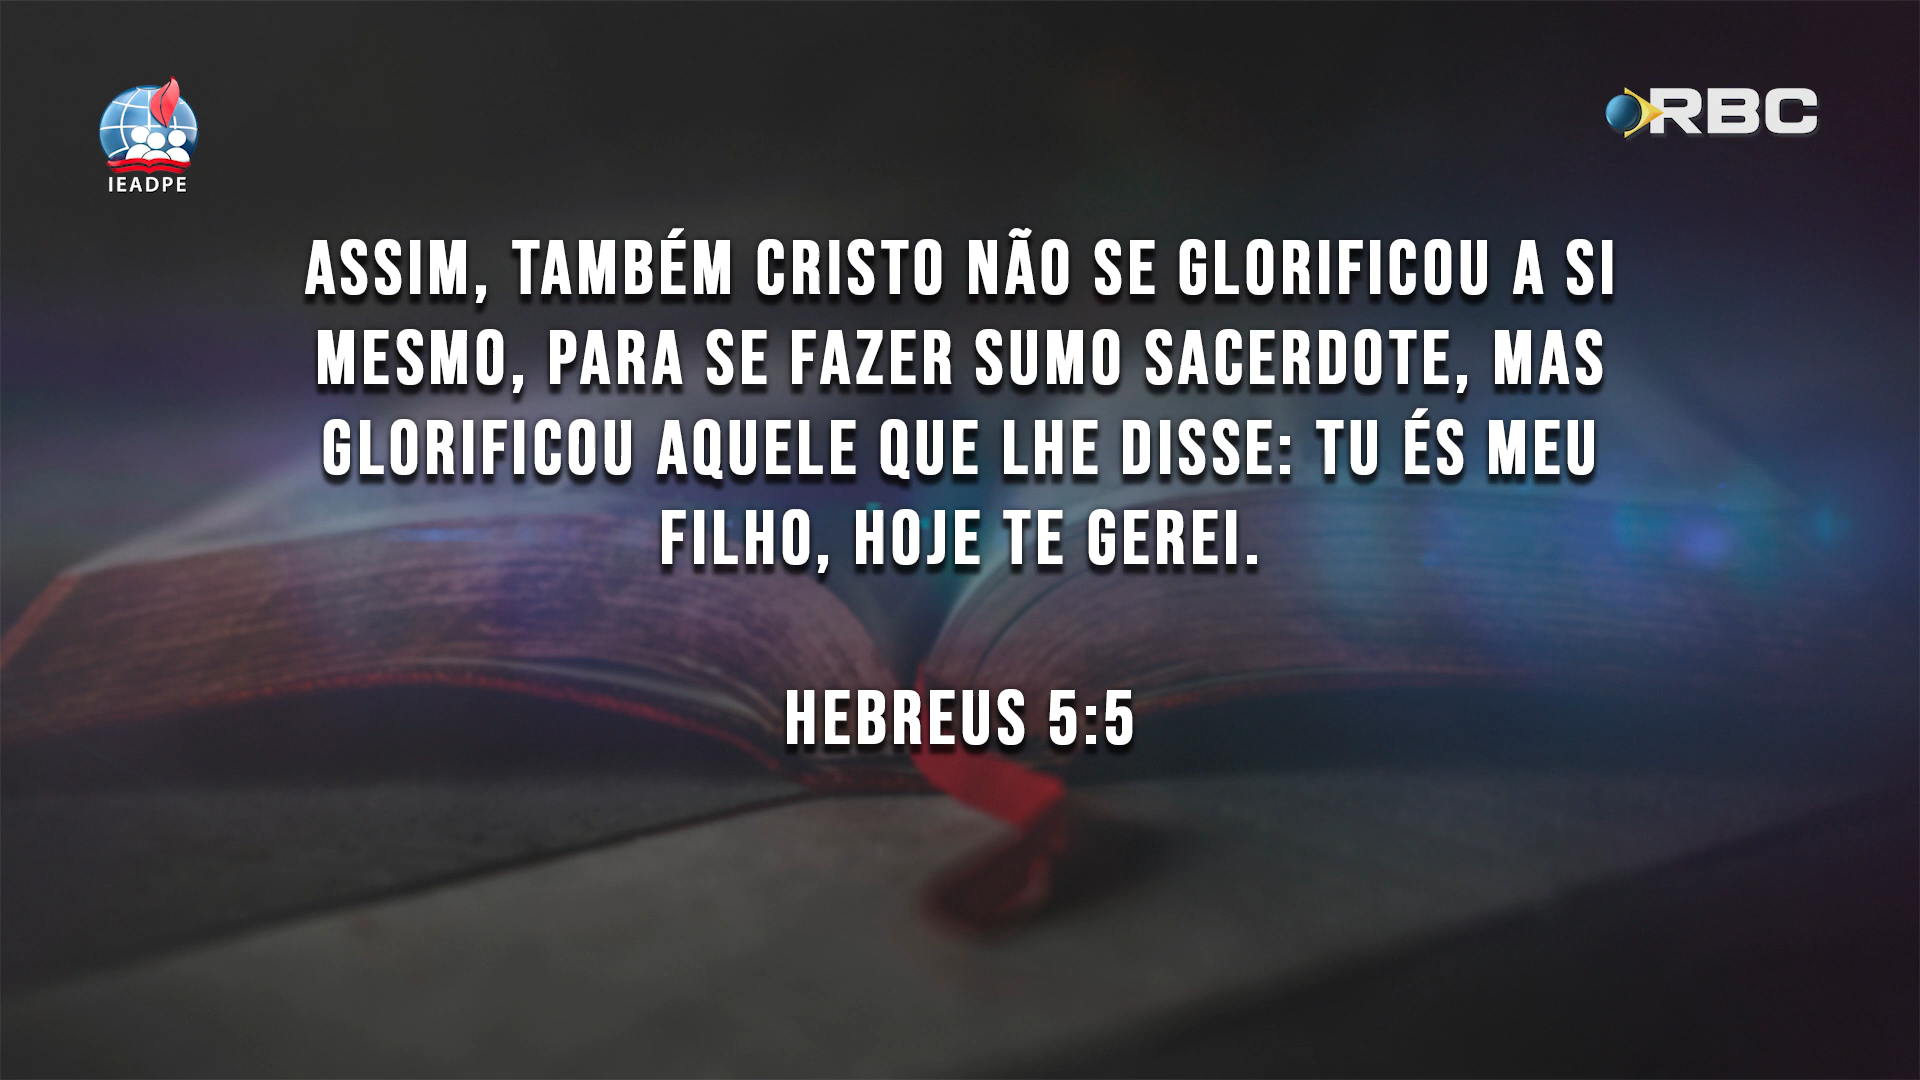 IEADPE
RBC
ASSIM, TAMBÉM CRISTO NÃO SE GLORIFICOU A SI
MESMO, PARA SE FAZER SUMO SACERDOTE, MAS
GLORIFICOU AQUELE QUE LHE DISSE: TU ÉS MEU
FILHO, HOJE TE GEREI.
HEBREUS 5:5